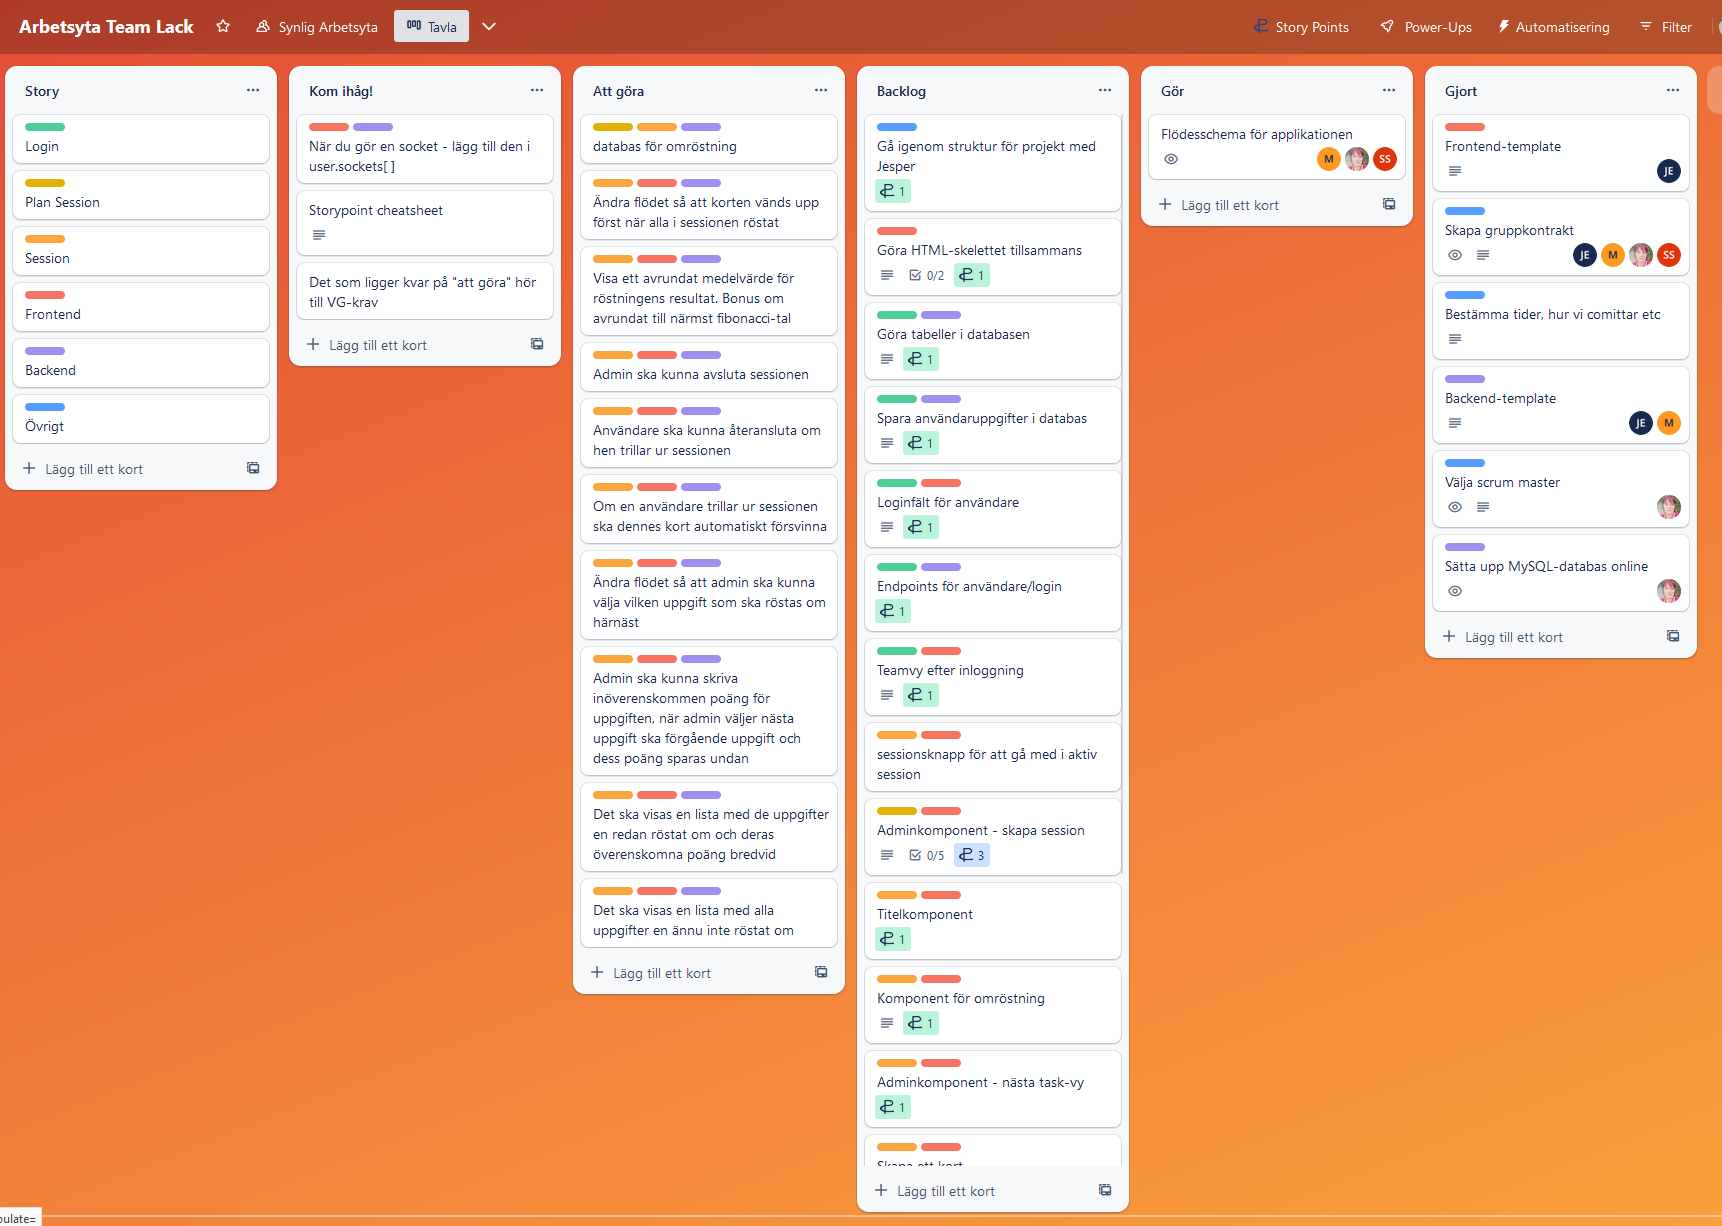 Arbetsyta Team Lack
Synlig Arbetsyta
Tavla
Story Points
Power-Ups
Automatisering
Filter
Story
Login
Plan Session
Session
Frontend
Backend
Övrigt
Lägg till ett kort
Kom ihåg!
När du gör en socket - lägg till den i
user.sockets[ ]
Storypoint cheatsheet
Det som ligger kvar på "att göra" hör
till VG-krav
Lägg till ett kort
Att göra
databas för omröstning
Ändra flödet så att korten vänds upp
först när alla i sessionen röstat
Visa ett avrundat medelvärde för
röstningens resultat. Bonus om
avrundat till närmst fibonacci-tal
Admin ska kunna avsluta sessionen
Användare ska kunna återansluta om
hen trillar ur sessionen
Om en användare trillar ur sessionen
ska dennes kort automatiskt försvinna
Ändra flödet så att admin ska kunna
välja vilken uppgift som ska röstas om
härnäst
Admin ska kunna skriva
inöverenskommen poäng för
uppgiften, när admin väljer nästa
uppgift ska förgående uppgift och
dess poäng sparas undan
Det ska visas en lista med de uppgifter
en redan röstat om och deras
överenskomna poäng bredvid
Det ska visas en lista med alla
uppgifter en ännu inte röstat om
Lägg till ett kort
Backlog
Gå igenom struktur för projekt med
Jesper
1
Göra HTML-skelettet tillsammans
0/2 1
Göra tabeller i databasen
1
Spara användaruppgifter i databas
1
Loginfält för användare
1
Endpoints för användare/login
1
Teamvy efter inloggning
1
sessionsknapp för att gå med i aktiv
session
Adminkomponent - skapa session
0/5 3
Titelkomponent
1
Komponent för omröstning
1
Adminkomponent - nästa task-vy
1
Skapa ett kort
Lägg till ett kort
Gör
Flödesschema för applikationen
M SS
Lägg till ett kort
Gjort
Frontend-template
JE
Skapa gruppkontrakt
JE M SS
Bestämma tider, hur vi comittar etc
Backend-template
JE M
Välja scrum master
Sätta upp MySQL-databas online
Lägg till ett kort
pulate=